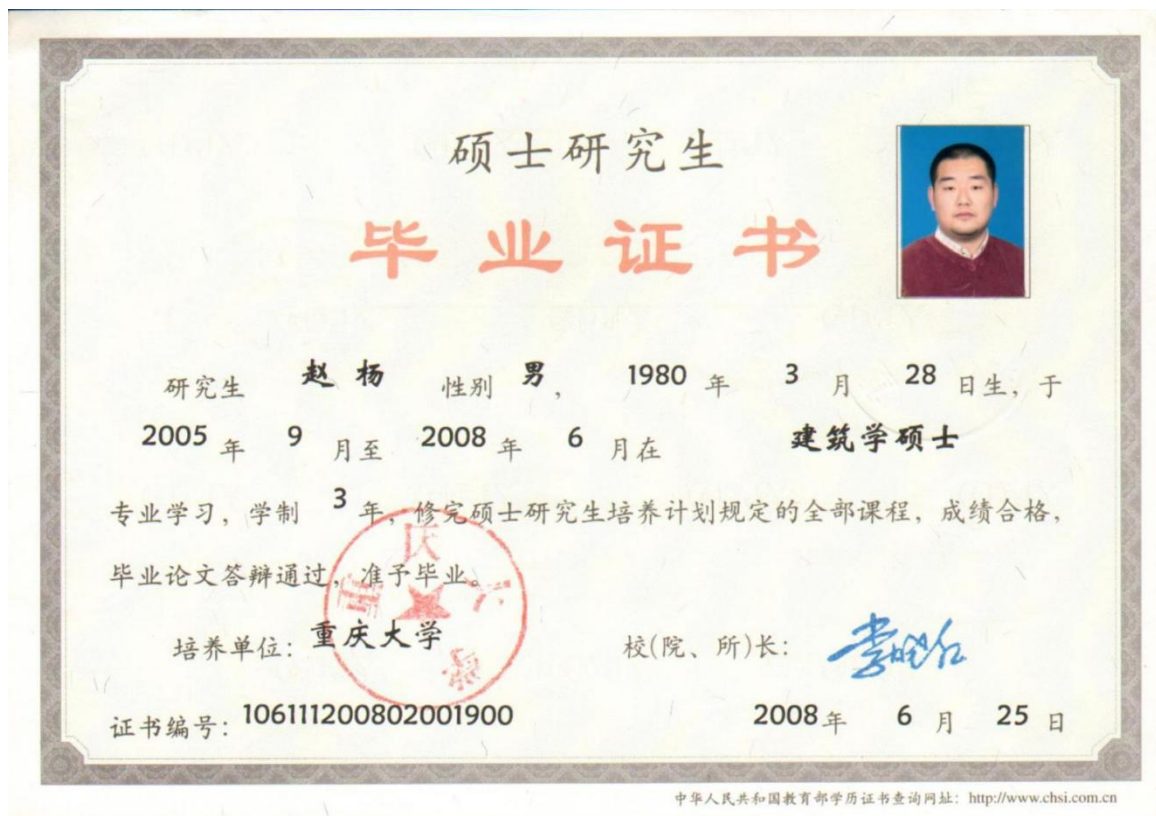 硕士研究生
毕业证书
研究生 赵杨 性别 男， 1980 年 3 月 28 日生，于
2005 年 9 月至 2008 年 6 月在 建筑学硕士
专业学习，学制 3 年，修完硕士研究生培养计划规定的全部课程，成绩合格，
毕业论文答辩通过，准予毕业。
重庆大学
培养单位：重庆大学 校(院、所)长：
证书编号：106111200802001900 2008 年 6 月 25 日
中华人民共和国教育部学历证书查询网址：http://www.chsi.com.cn